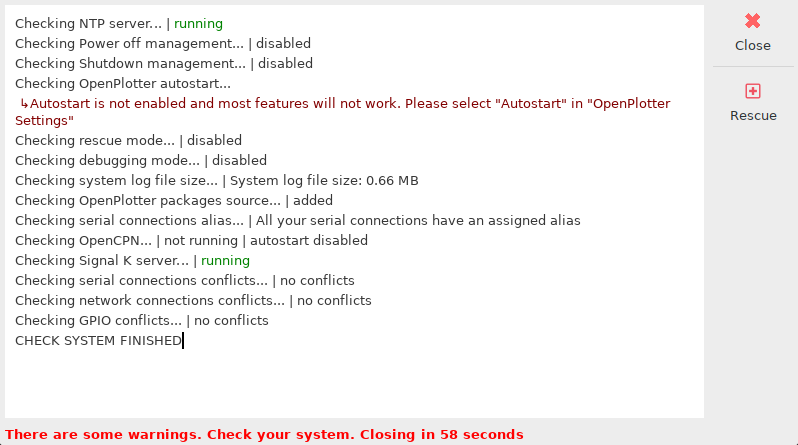 Checking NTP server... | running
Checking Power off management... | disabled
Checking Shutdown management... | disabled
Checking OpenPlotter autostart...
↳Autostart is not enabled and most features will not work. Please select "Autostart" in "OpenPlotter
Settings"
Checking rescue mode... | disabled
Checking debugging mode... | disabled
Checking system log file size... | System log file size: 0.66 MB
Checking OpenPlotter packages source... | added
Checking serial connections alias... | All your serial connections have an assigned alias
Checking OpenCPN... | not running | autostart disabled
Checking Signal K server... | running
Checking serial connections conflicts... | no conflicts
Checking network connections conflicts... | no conflicts
Checking GPIO conflicts... | no conflicts
CHECK SYSTEM FINISHED
Close
Rescue
There are some warnings. Check your system. Closing in 58 seconds